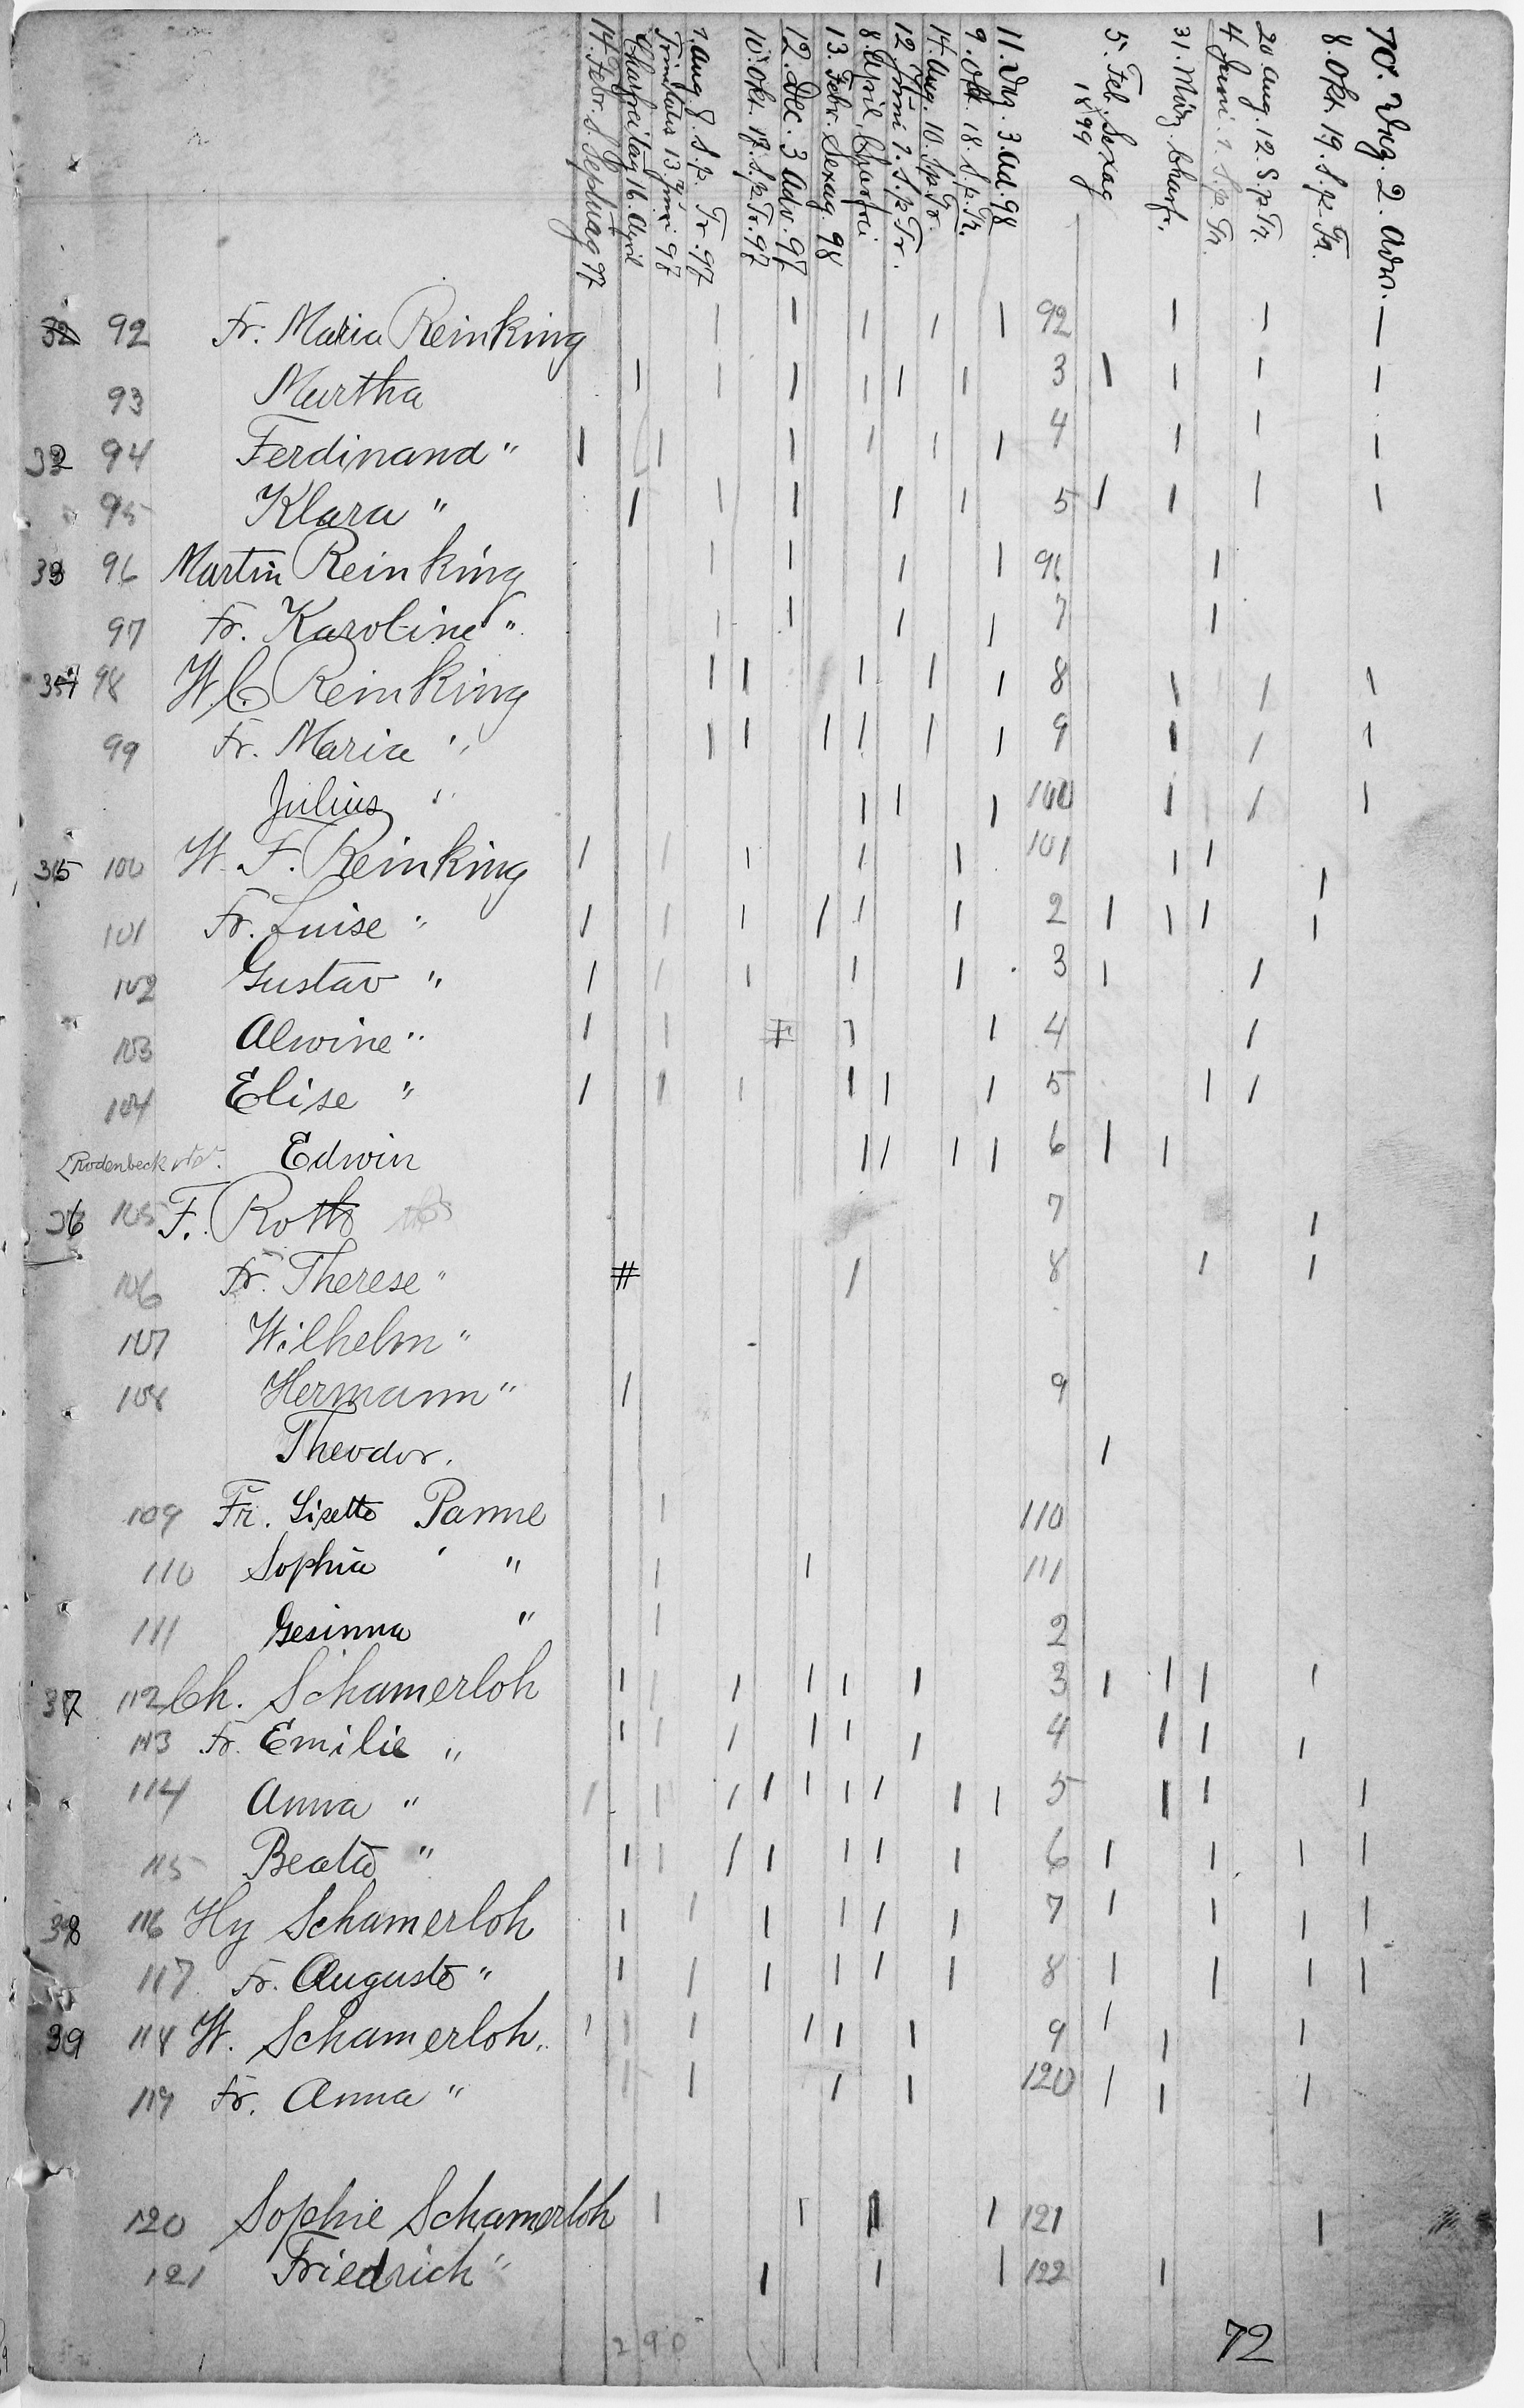 14. Febr. S. Septuag 97
Charfreitag 16. April
Trinitatis 13. Juni 97
1. Aug. 8. S. p. Tr. 97
10. Okt. 17. S. p. Tr. 97
12. Dec. 3 Adv. 97
13. Febr. Sexag. 98
8. April, Charfrei
12 Juni 1. S. p Tr.
14. Aug. 10. S. p. Tr.
9. Okt. 18. S. p. Tr.
11. Dez. 3. Ad. 98
5. Feb. Sexag
1899
31. März. Charf.
4 Juni. 1. S. p. Tr.
20. Aug. 12. S. p. Tr.
8. Okt. 19. S. p. Tr.
10. Dez. 2. Adv.
32 92 Fr: Maria Reinking 92
93 Martha 3
32 94 Ferdinand " 4
95 Klara " 5
33 96 Martin Reinking 96
97 Fr. Karoline " 7
34 98 W. C. Reinking 8
99 Fr. Maria " 9
Julius " 100
35 100 W. F. Reinking 101
101 Fr. Luise " 2
102 Gustav " 3
103 Alwine " 4
104 Elise " 5
Rodenbeck Edwin 6
36 105 F. Roth 7
106 Fr. Therese " 8
107 Wilhelm "
108 Hermann " 9
Theodor.
109 Fr. Lisette Panne 110
110 Sophia " 111
111 Gesinna " 2
37 112 Ch. Schamerloh 3
113 Fr. Emilie " 4
114 Anna " 5
115 Beata " 6
38 116 Hy Schamerloh 7
117 Fr. Auguste " 8
39 118 W. Schamerloh. 9
119 Fr. Anna " 120
120 Sophie Schamerloh 121
121 Friedrich " 122
290
72